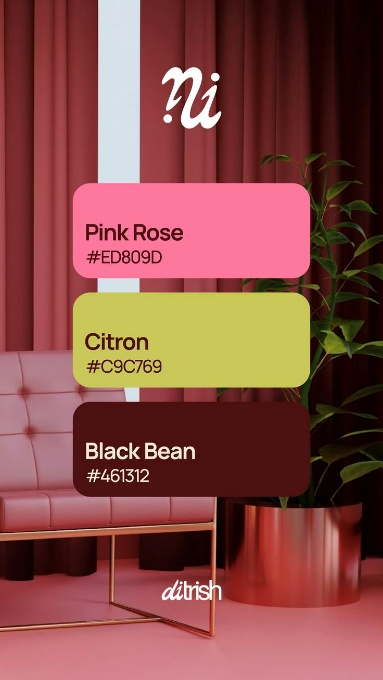 Pink Rose
#ED809D
Citron
#C9C769
Black Bean
#461312
ditrish